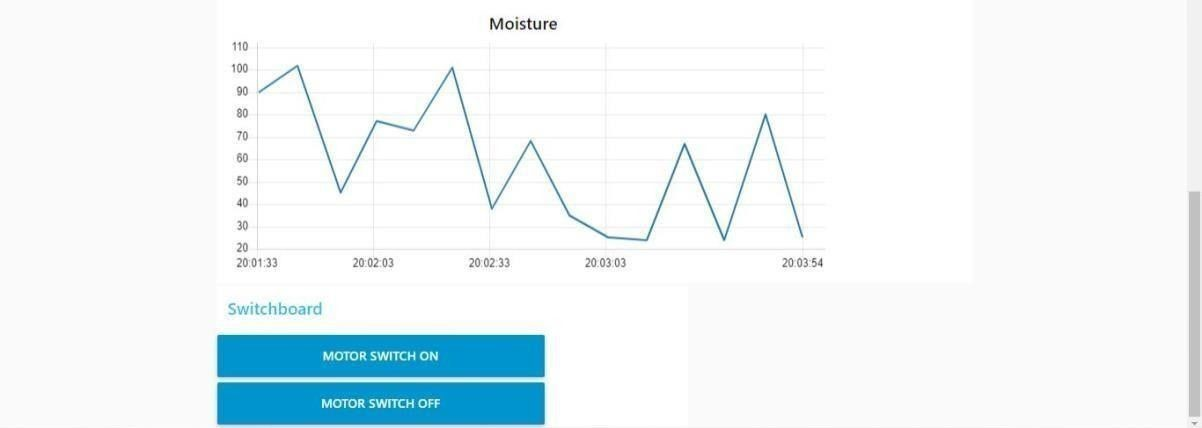 Moisture
110
100
90
80
70
60
50
40
30
20
20:01:33 20:02:03 20:02:33 20:03:03 20:03:54
Switchboard
MOTOR SWITCH ON
MOTOR SWITCH OFF